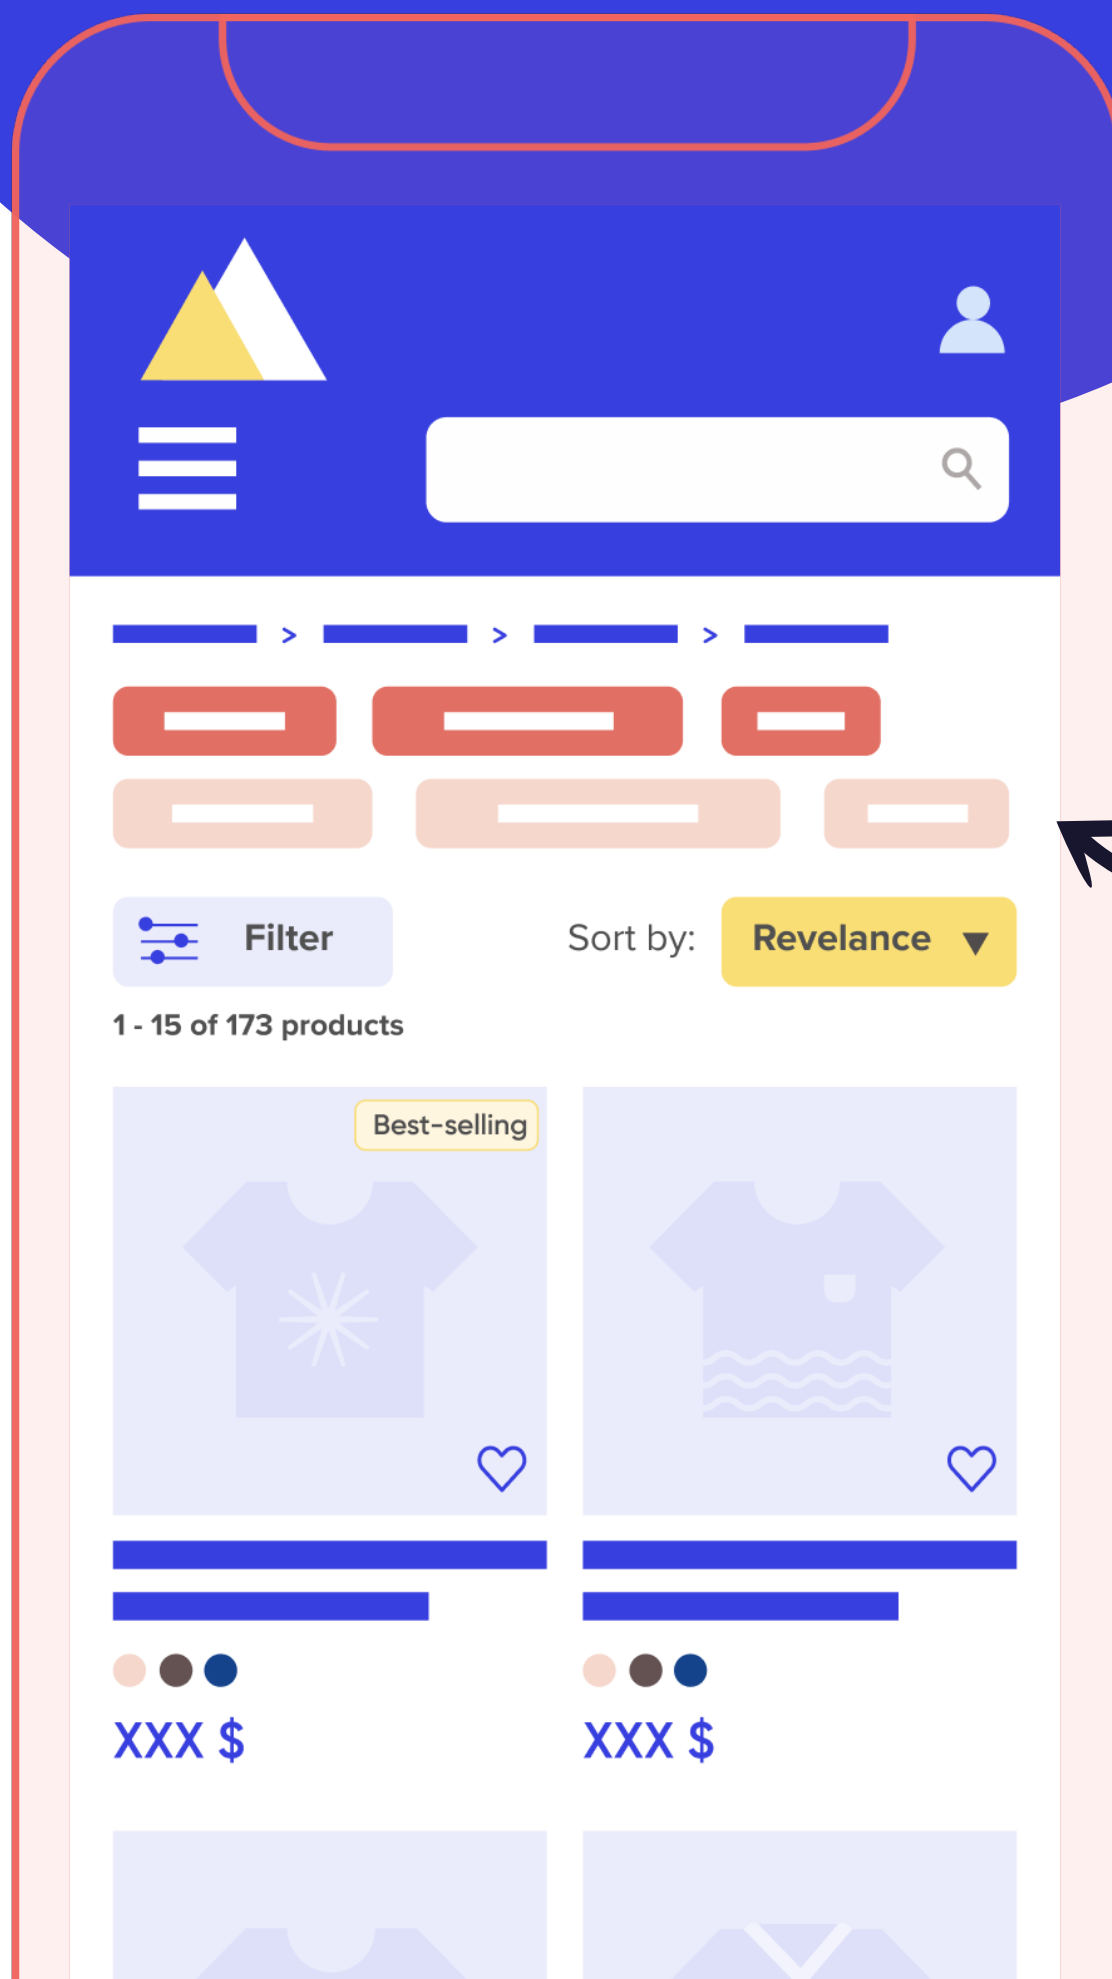 > > >
Filter
Sort by: Revelance ▼
1 - 15 of 173 products
Best-selling
XXX $ XXX $